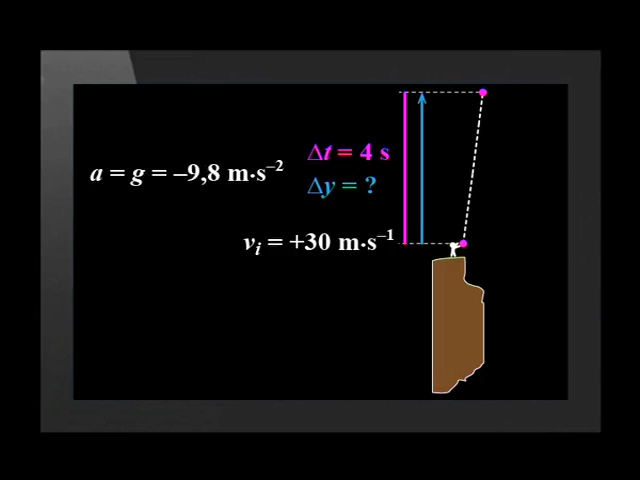 Δt = 4 s
a = g = –9,8 m·s⁻²
Δy = ?
vᵢ = +30 m·s⁻¹